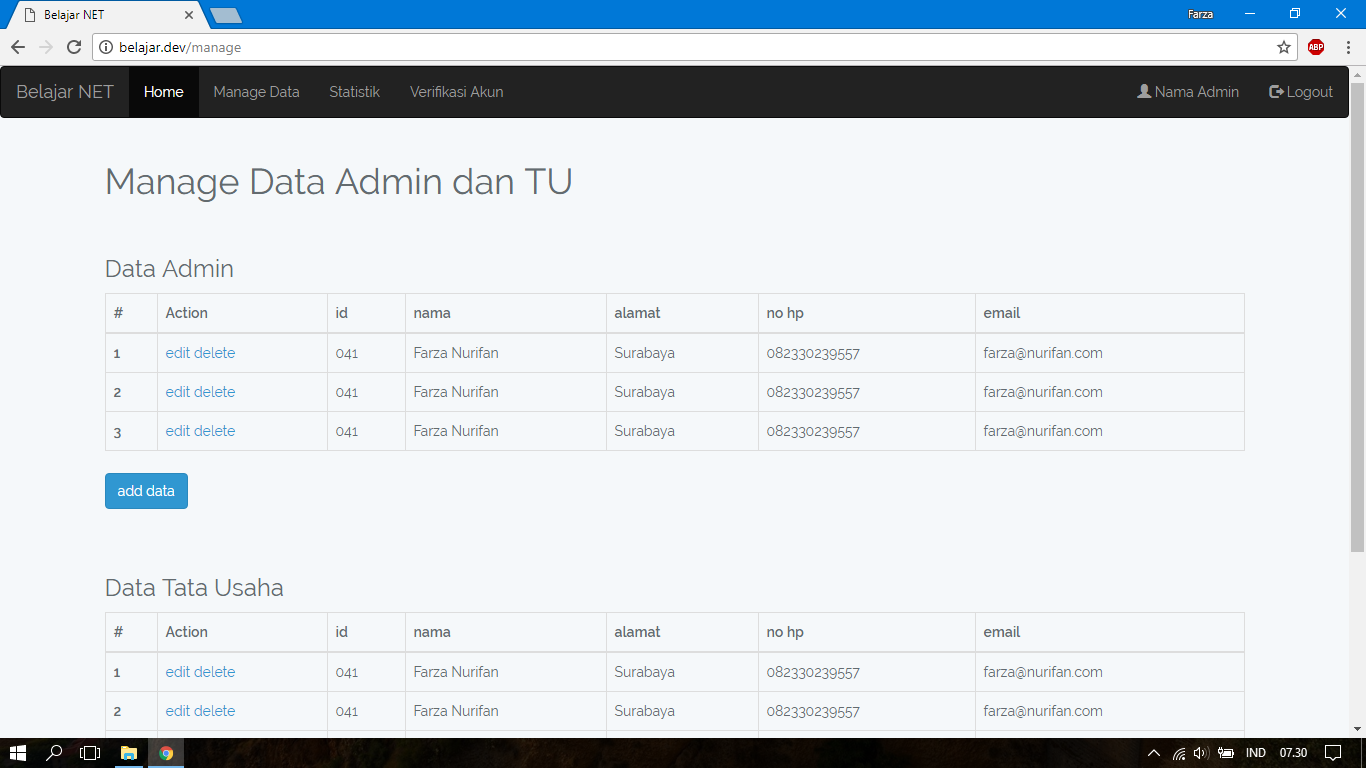 Belajar NET
Farza
belajar.dev/manage
ABP
Belajar NET Home Manage Data Statistik Verifikasi Akun Nama Admin Logout
Manage Data Admin dan TU
Data Admin
# Action id nama alamat no hp email
1 edit delete 041 Farza Nurifan Surabaya 082330239557 farza@nurifan.com
2 edit delete 041 Farza Nurifan Surabaya 082330239557 farza@nurifan.com
3 edit delete 041 Farza Nurifan Surabaya 082330239557 farza@nurifan.com
add data
Data Tata Usaha
# Action id nama alamat no hp email
1 edit delete 041 Farza Nurifan Surabaya 082330239557 farza@nurifan.com
2 edit delete 041 Farza Nurifan Surabaya 082330239557 farza@nurifan.com
IND 07.30